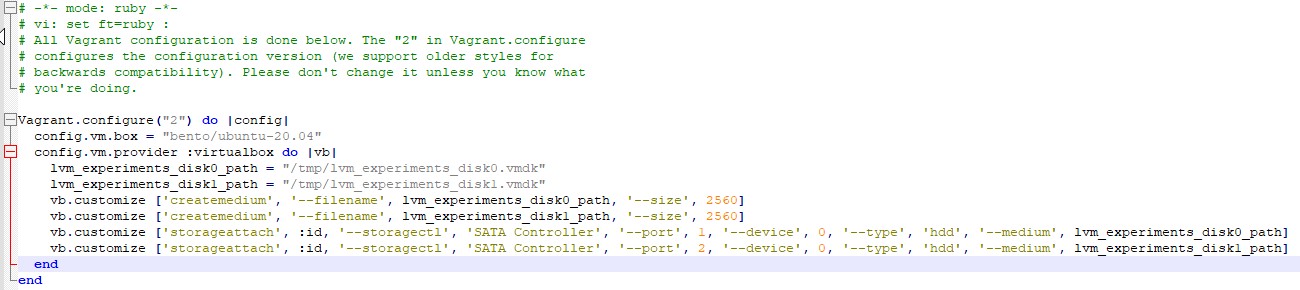 # -*- mode: ruby -*-
# vi: set ft=ruby :
# All Vagrant configuration is done below. The "2" in Vagrant.configure
# configures the configuration version (we support older styles for
# backwards compatibility). Please don't change it unless you know what
# you're doing.

Vagrant.configure("2") do |config|
  config.vm.box = "bento/ubuntu-20.04"
  config.vm.provider :virtualbox do |vb|
    lvm_experiments_disk0_path = "/tmp/lvm_experiments_disk0.vmdk"
    lvm_experiments_disk1_path = "/tmp/lvm_experiments_disk1.vmdk"
    vb.customize ['createmedium', '--filename', lvm_experiments_disk0_path, '--size', 2560]
    vb.customize ['createmedium', '--filename', lvm_experiments_disk1_path, '--size', 2560]
    vb.customize ['storageattach', :id, '--storagectl', 'SATA Controller', '--port', 1, '--device', 0, '--type', 'hdd', '--medium', lvm_experiments_disk0_path]
    vb.customize ['storageattach', :id, '--storagectl', 'SATA Controller', '--port', 2, '--device', 0, '--type', 'hdd', '--medium', lvm_experiments_disk1_path]
  end
end